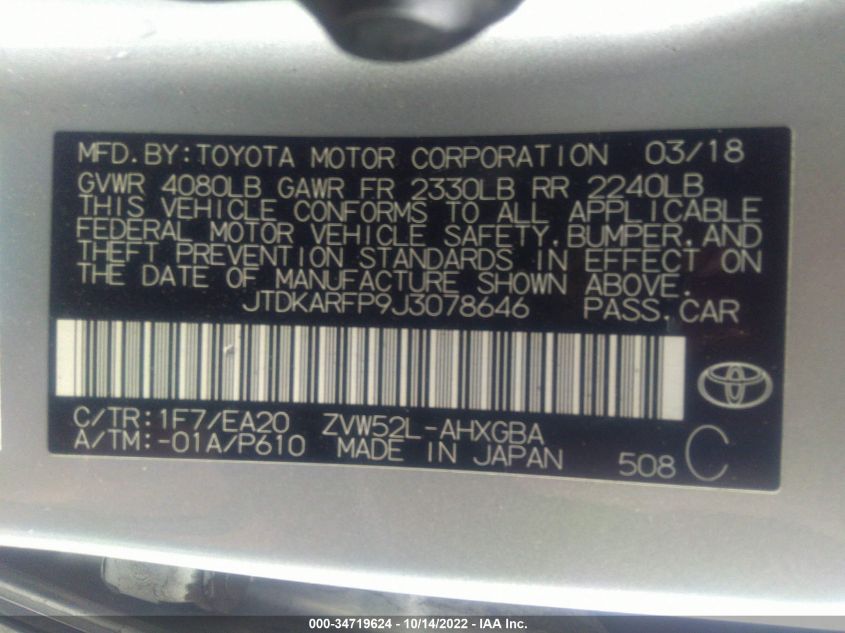 MFD.BY:TOYOTA MOTOR CORPORATION 03/18
GVWR 4080LB GAWR FR 2330LB RR 2240LB
THIS VEHICLE CONFORMS TO ALL APPLICABLE
FEDERAL MOTOR VEHICLE SAFETY,BUMPER,AND
THEFT PREVENTION STANDARDS IN EFFECT ON
THE DATE OF MANUFACTURE SHOWN ABOVE.
JTDKARFP9J3078646 PASS.CAR
C/TR:1F7/EA20 ZVW52L-AHXGBA
A/TM:-01A/P610 MADE IN JAPAN 508 C
000-34719624 | 10/14/2022 - IAA Inc.